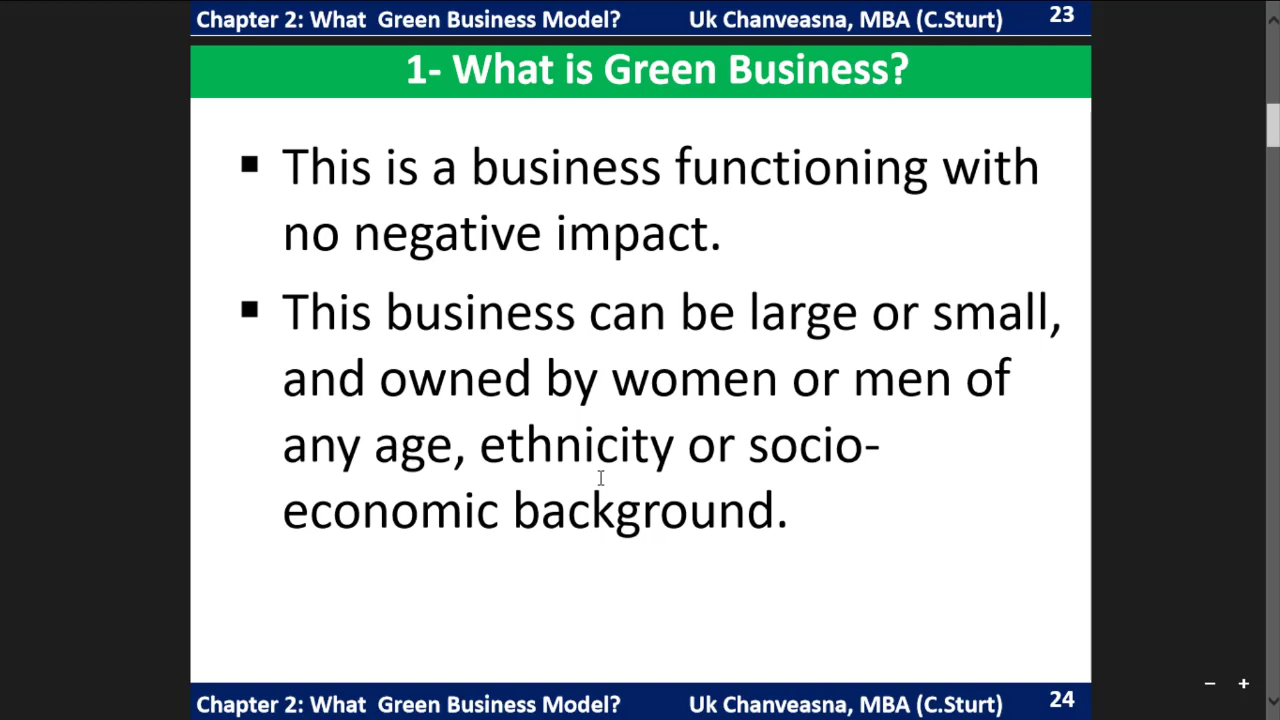 Chapter 2: What Green Business Model? Uk Chanveasna, MBA (C.Sturt) 23
1- What is Green Business?
▪ This is a business functioning with
no negative impact.
▪ This business can be large or small,
and owned by women or men of
any age, ethnicity or socio-
economic background.
Chapter 2: What Green Business Model? Uk Chanveasna, MBA (C.Sturt) 24